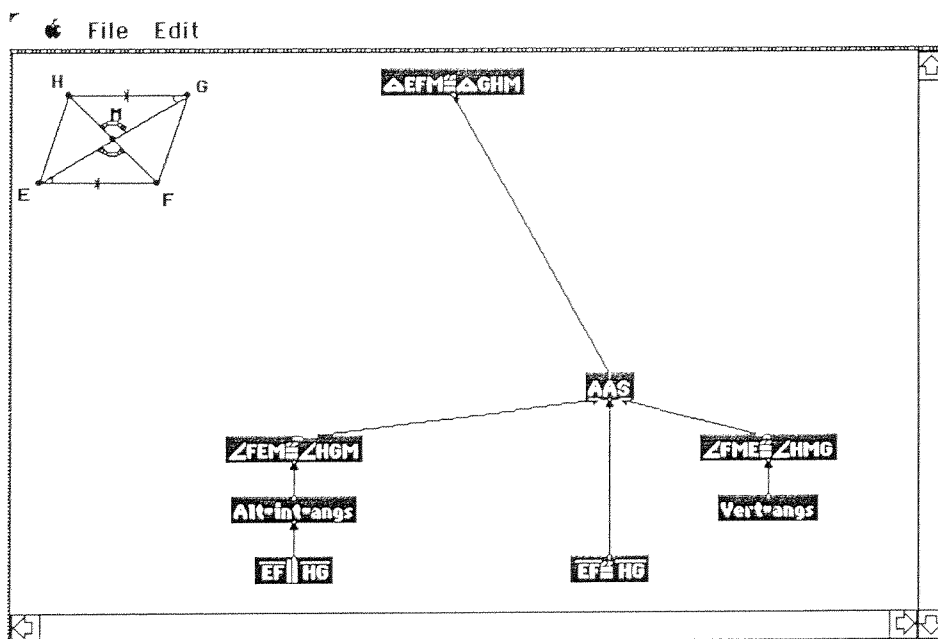 File Edit
H G
M
E F
△EFM≅△GHM
AAS
∠FEM≅∠HGM
∠FME≅∠HMG
Alt-int-angs
Vert-angs
EF || HG
EF≅HG